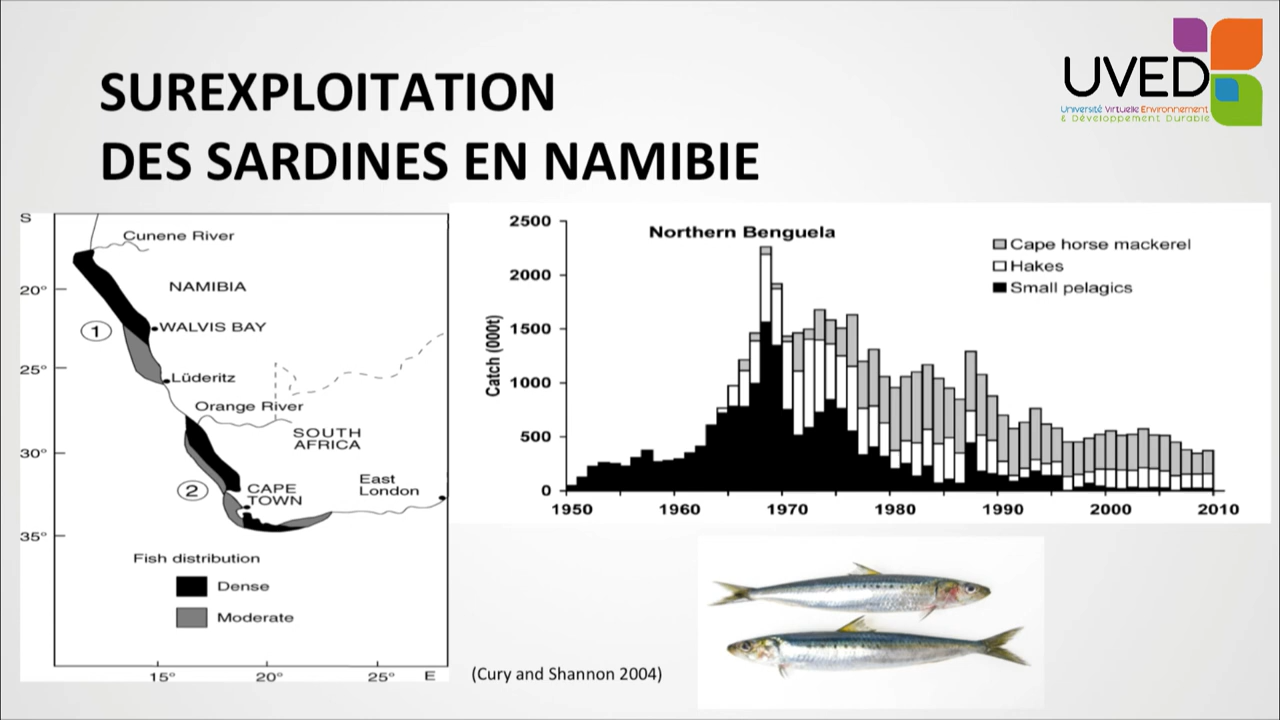 SUREXPLOITATION
DES SARDINES EN NAMIBIE
UVED
Université Virtuelle Environnement
& Développement Durable
S
Cunene River
20°
NAMIBIA
1
WALVIS BAY
25°
Lüderitz
Orange River
SOUTH
AFRICA
30°
2
CAPE
TOWN
East
London
35°
Fish distribution
Dense
Moderate
15°
20°
25°
E
Northern Benguela
Catch (000t)
2500
2000
1500
1000
500
0
1950
1960
1970
1980
1990
2000
2010
Cape horse mackerel
Hakes
Small pelagics
(Cury and Shannon 2004)